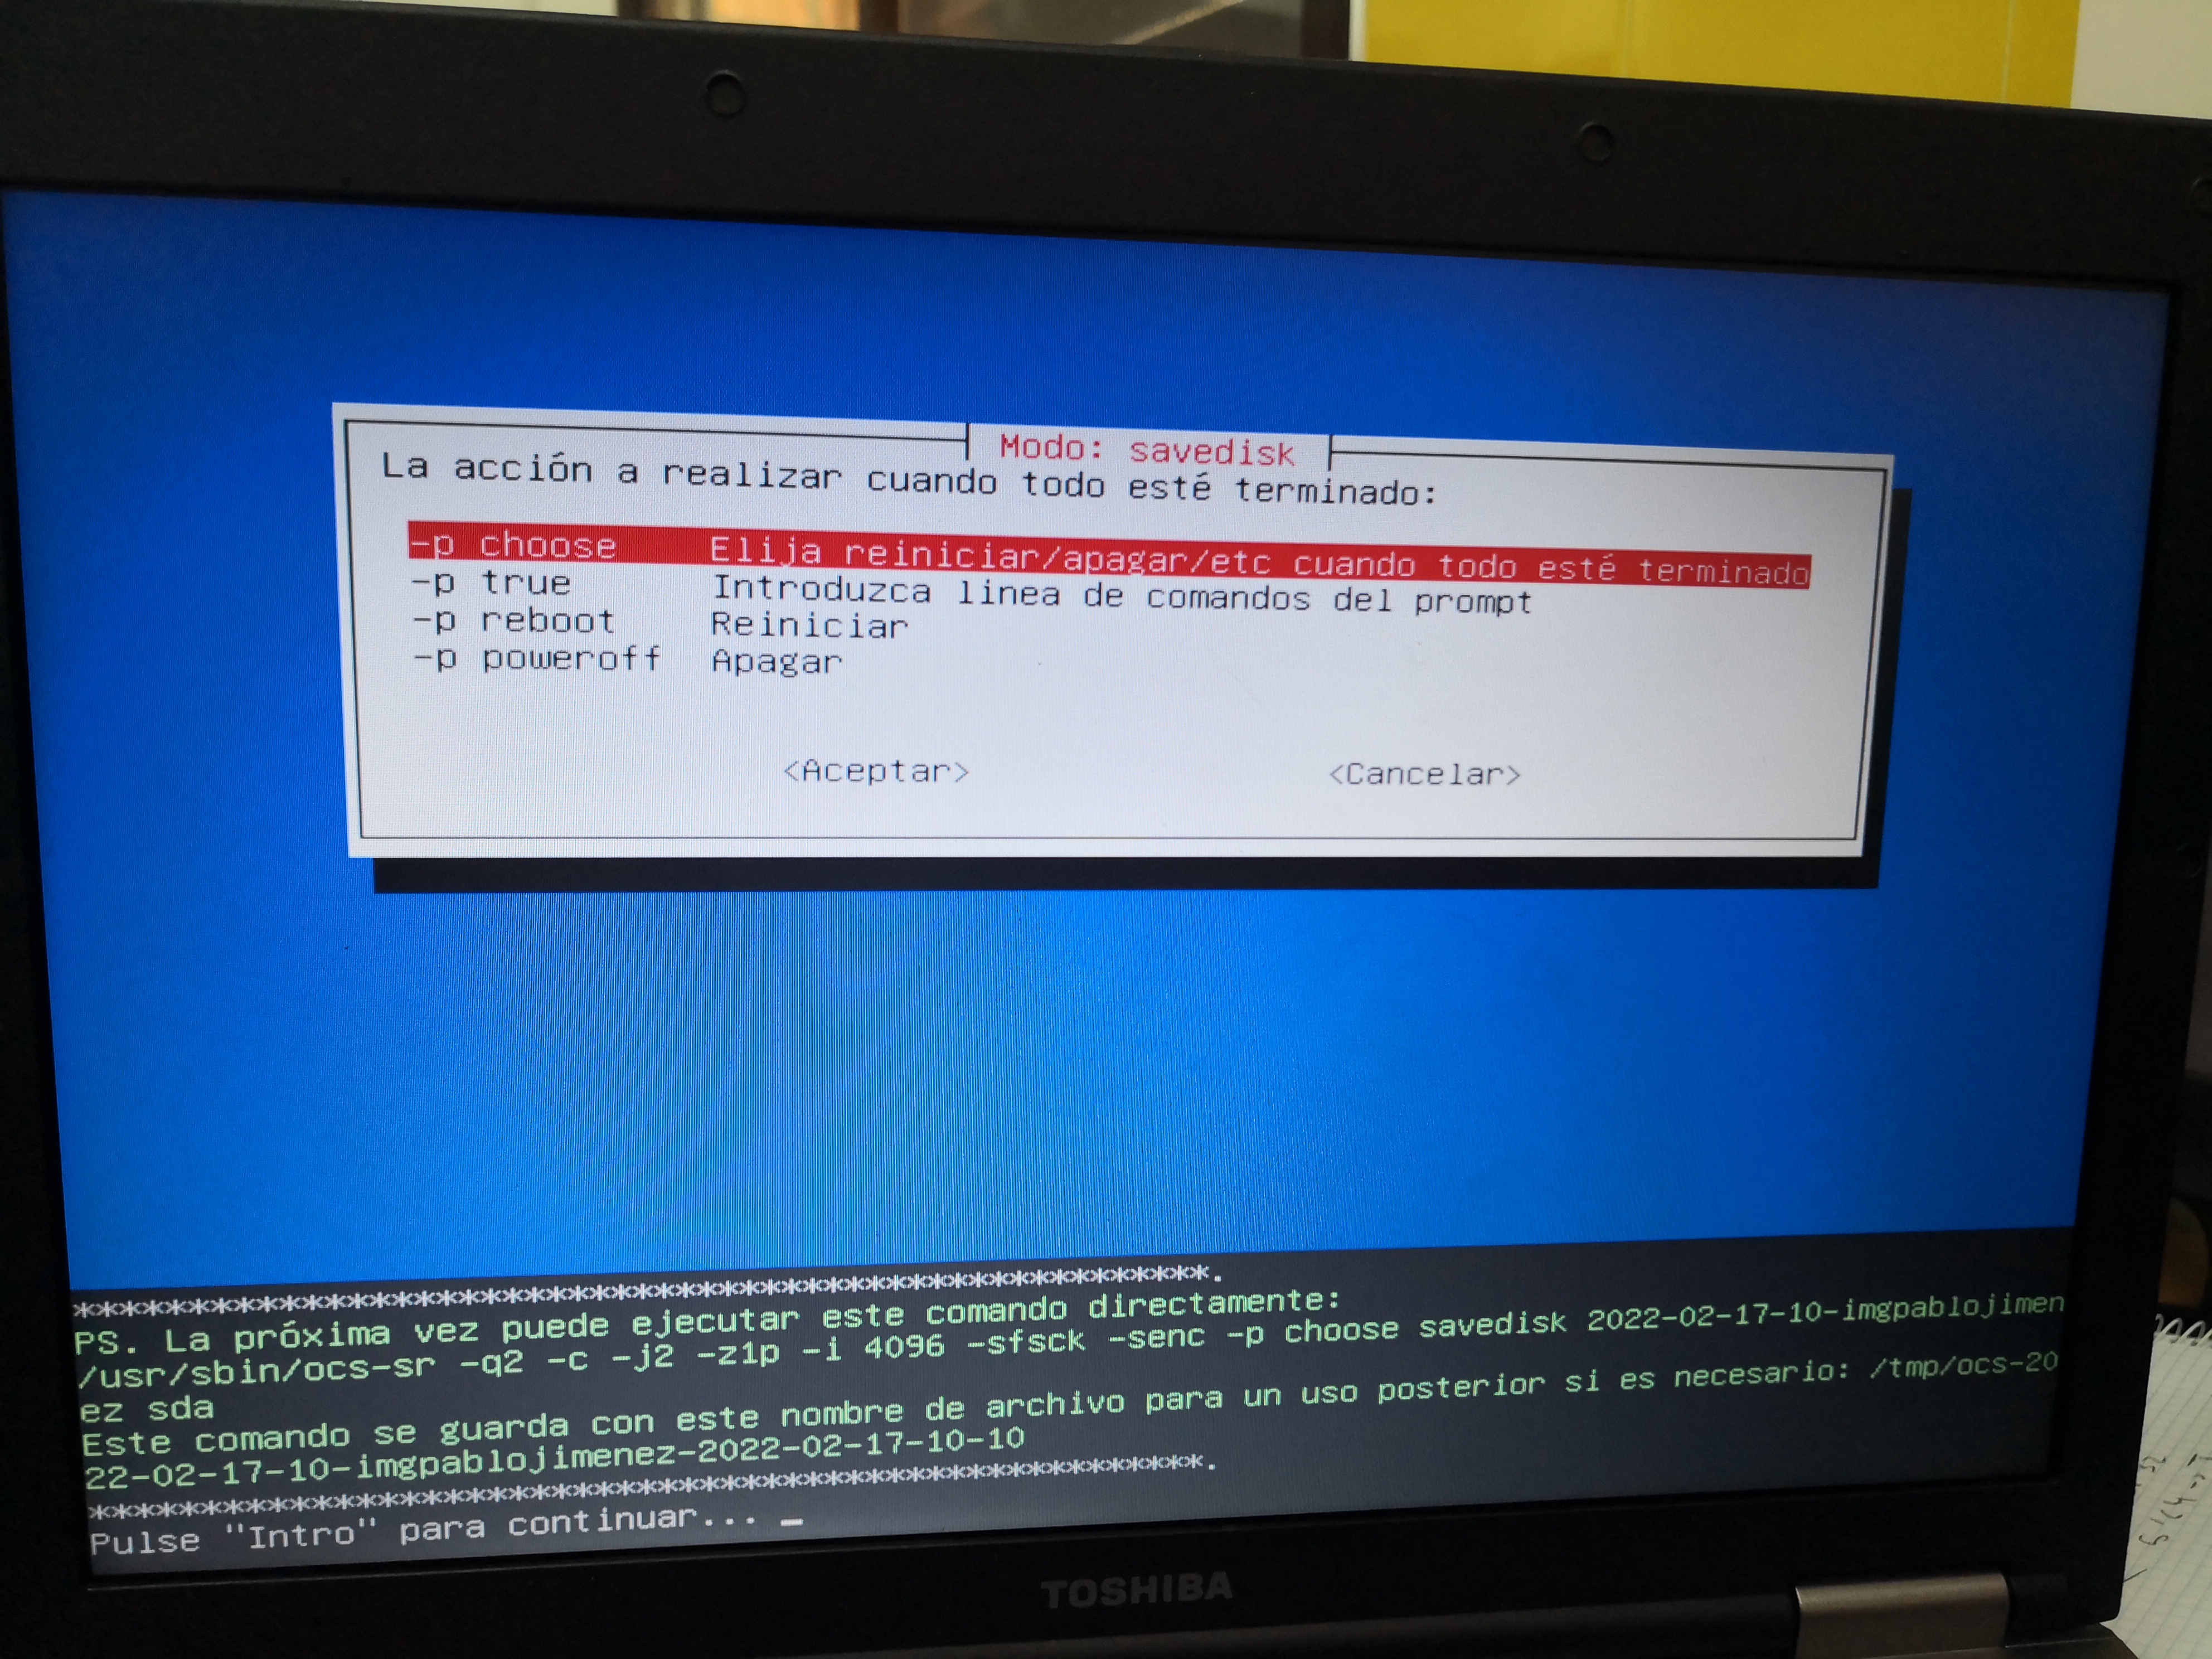 Modo: savedisk
La acción a realizar cuando todo esté terminado:
-p choose Elija reiniciar/apagar/etc cuando todo esté terminado
-p true Introduzca linea de comandos del prompt
-p reboot Reiniciar
-p poweroff Apagar
<Aceptar> <Cancelar>
*****************************************************.
PS. La próxima vez puede ejecutar este comando directamente:
/usr/sbin/ocs-sr -q2 -c -j2 -z1p -i 4096 -sfsck -senc -p choose savedisk 2022-02-17-10-imgpablojimen
ez sda
Este comando se guarda con este nombre de archivo para un uso posterior si es necesario: /tmp/ocs-20
22-02-17-10-imgpablojimenez-2022-02-17-10-10
*****************************************************.
Pulse "Intro" para continuar... _
TOSHIBA